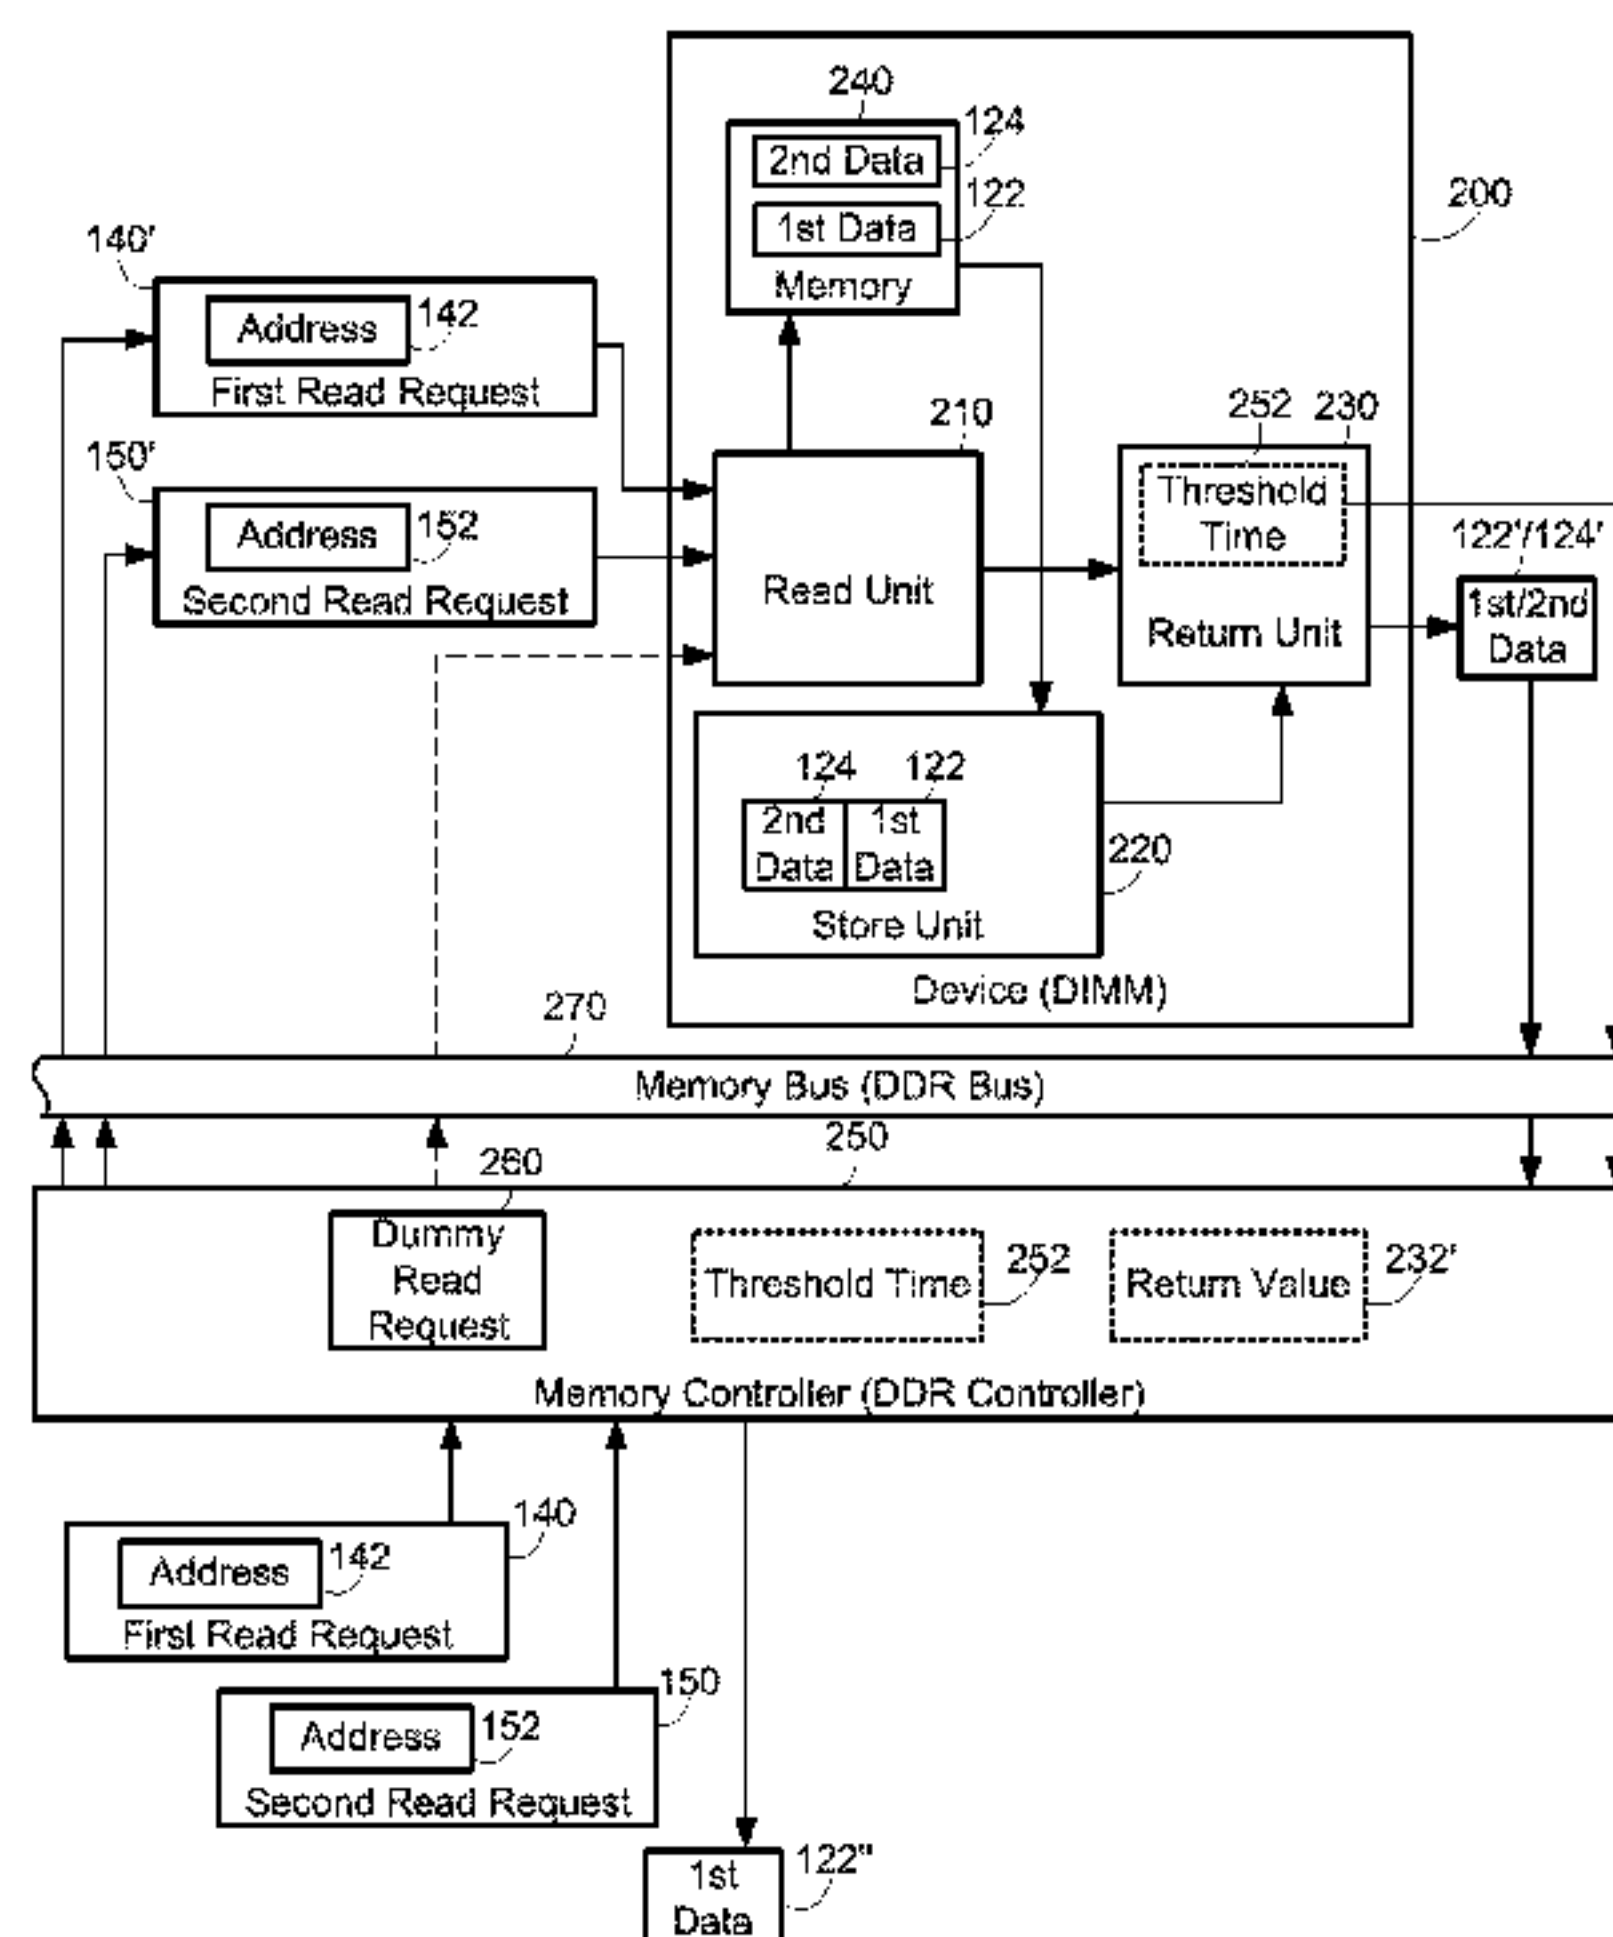 240
124
2nd Data
122
1st Data
200
Memory
140'
Address 142
First Read Request
210
252 230
150'
Threshold
Time
Address 152
Second Read Request
Read Unit
Return Unit
122'/124'
1st/2nd
Data
124 122
2nd 1st
Data Data
220
Store Unit
Device (DIMM)
270
Memory Bus (DDR Bus)
250
260
Dummy
Read
Request
Threshold Time
252
Return Value
232'
Memory Controller (DDR Controller)
140
Address 142
First Read Request
150
Address 152
Second Read Request
1st
Data
122"